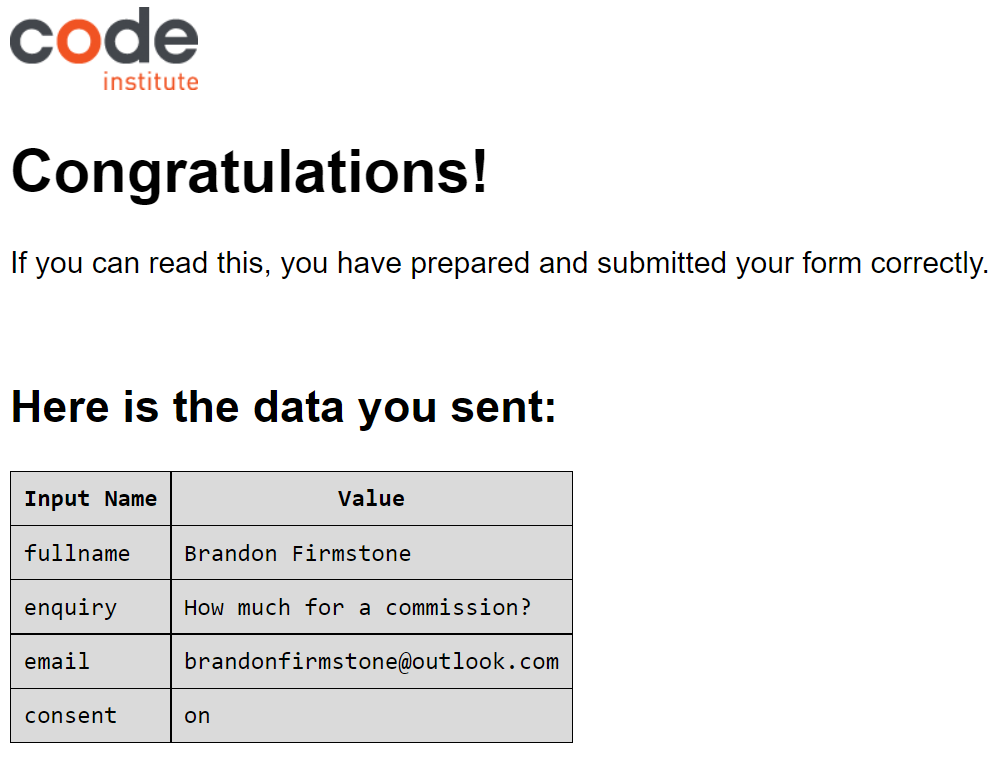 code
institute
Congratulations!
If you can read this, you have prepared and submitted your form correctly.
Here is the data you sent:
Input Name Value
fullname Brandon Firmstone
enquiry How much for a commission?
email brandonfirmstone@outlook.com
consent on